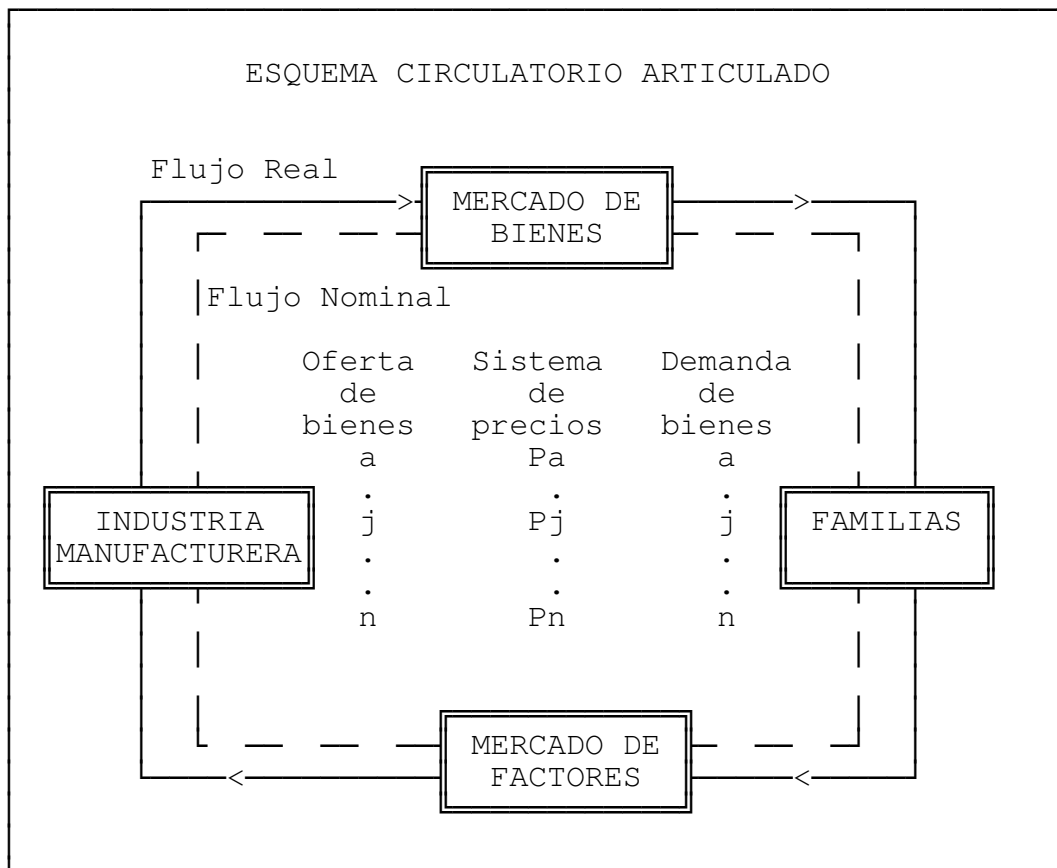 ESQUEMA CIRCULATORIO ARTICULADO
Flujo Real
MERCADO DE
BIENES
Flujo Nominal
Oferta Sistema Demanda
de de de
bienes precios bienes
a Pa a
. . .
INDUSTRIA j Pj j FAMILIAS
MANUFACTURERA . . .
. . .
n Pn n
MERCADO DE
FACTORES